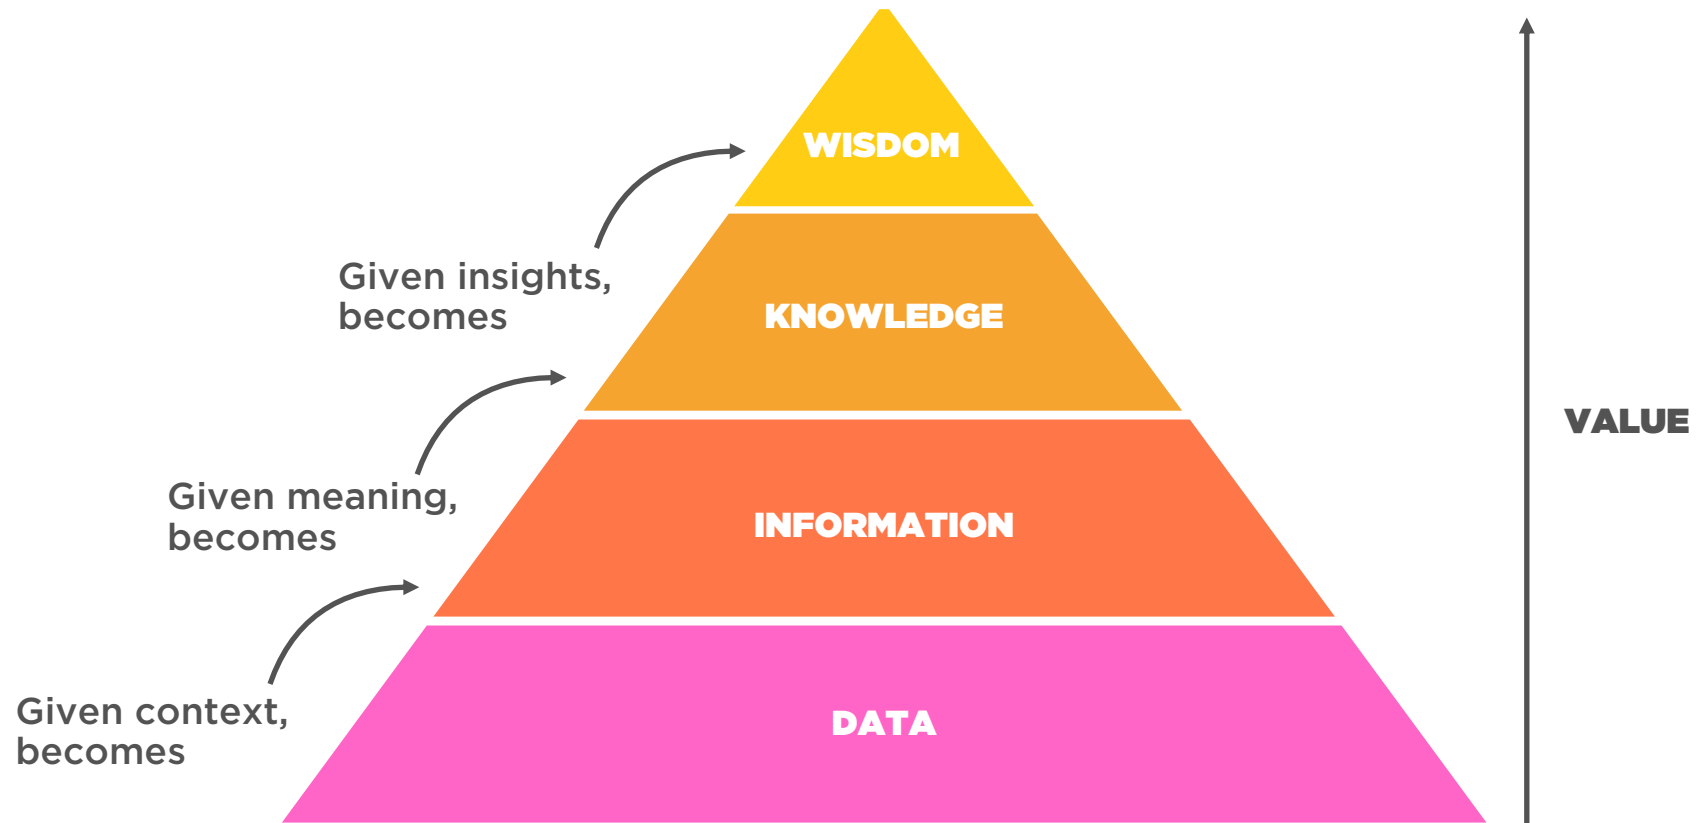 WISDOM
Given insights,
becomes
KNOWLEDGE
VALUE
Given meaning,
becomes
INFORMATION
Given context,
becomes
DATA